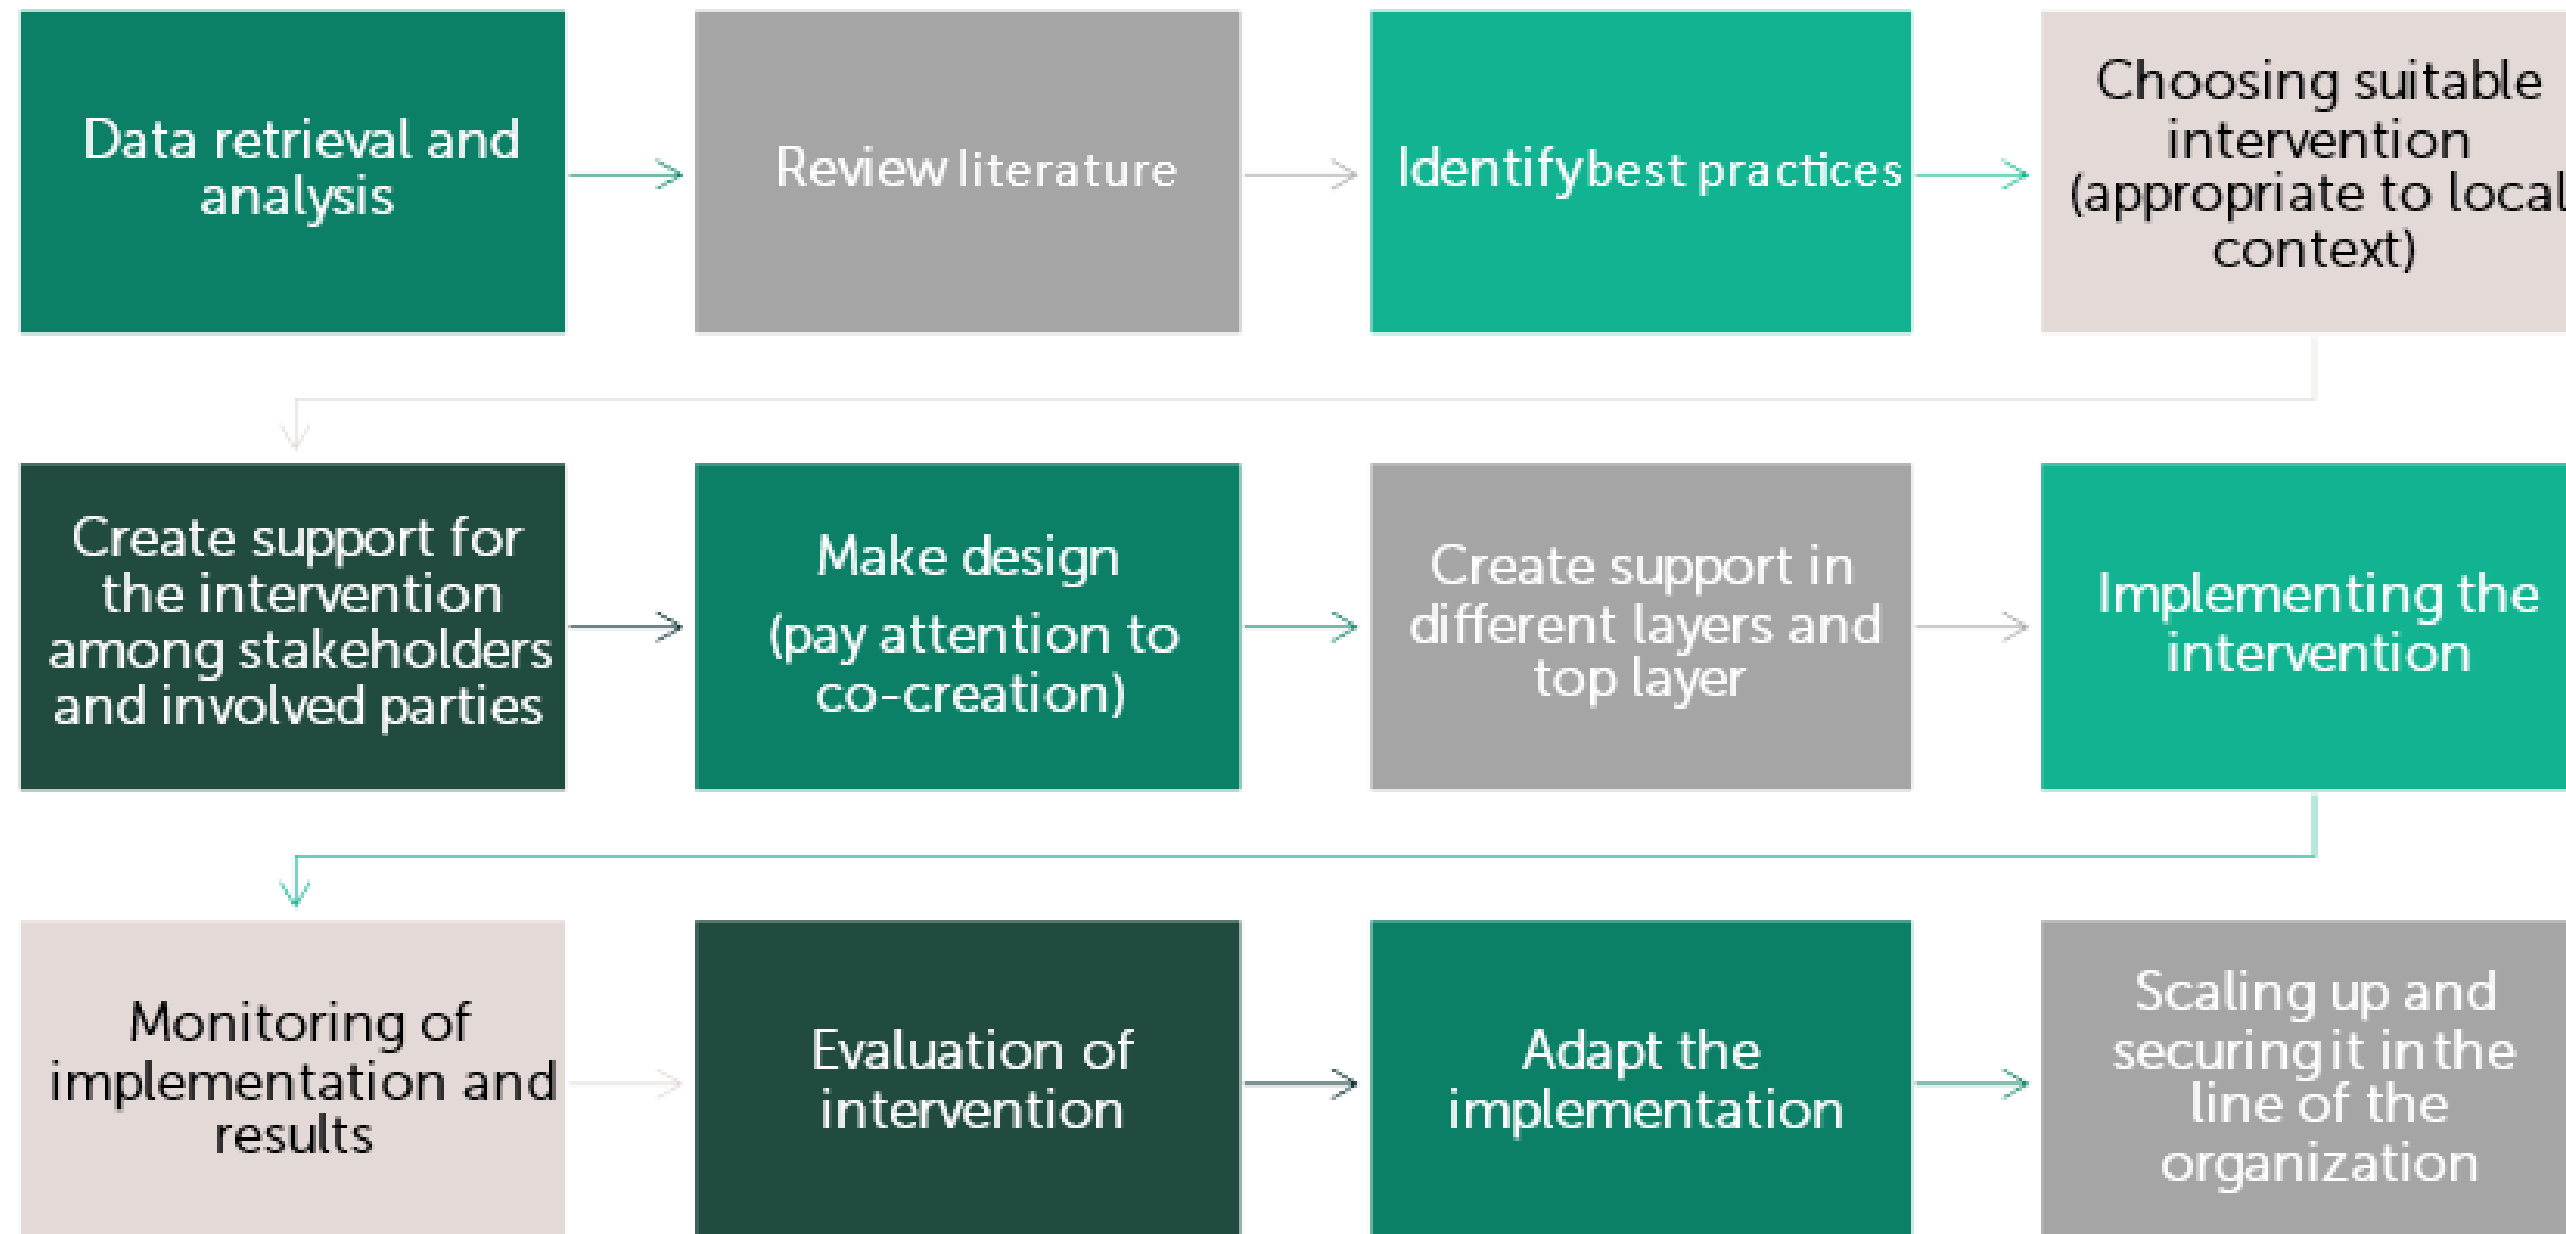 Data retrieval and
analysis
Review literature
Identify best practices
Choosing suitable
intervention
(appropriate to local
context)
Create support for
the intervention
among stakeholders
and involved parties
Make design
(pay attention to
co-creation)
Create support in
different layers and
top layer
Implementing the
intervention
Monitoring of
implementation and
results
Evaluation of
intervention
Adapt the
implementation
Scaling up and
securing it in the
line of the
organization